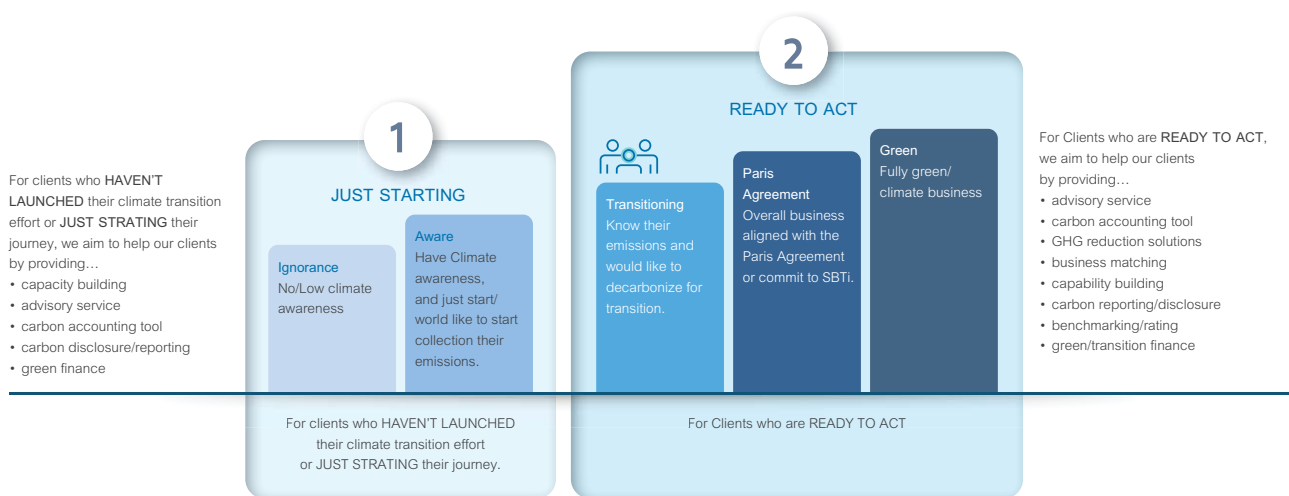 For clients who HAVEN'T
LAUNCHED their climate transition
effort or JUST STRATING their
journey, we aim to help our clients
by providing…
• capacity building
• advisory service
• carbon accounting tool
• carbon disclosure/reporting
• green finance
1
JUST STARTING
Ignorance
No/Low climate
awareness
Aware
Have Climate
awareness,
and just start/
world like to start
collection their
emissions.
For clients who HAVEN'T LAUNCHED
their climate transition effort
or JUST STRATING their journey.
2
READY TO ACT
Transitioning
Know their
emissions and
would like to
decarbonize for
transition.
Paris
Agreement
Overall business
aligned with the
Paris Agreement
or commit to SBTi.
Green
Fully green/
climate business
For Clients who are READY TO ACT
For Clients who are READY TO ACT,
we aim to help our clients
by providing…
• advisory service
• carbon accounting tool
• GHG reduction solutions
• business matching
• capability building
• carbon reporting/disclosure
• benchmarking/rating
• green/transition finance